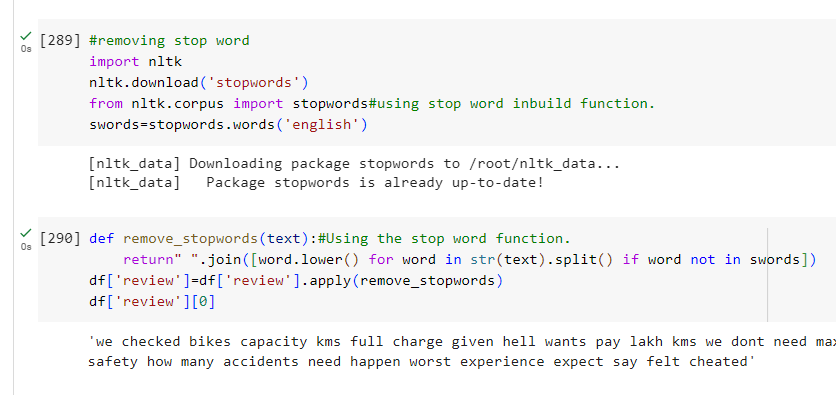 [289] #removing stop word
0s
import nltk
nltk.download('stopwords')
from nltk.corpus import stopwords#using stop word inbuild function.
swords=stopwords.words('english')
[nltk_data] Downloading package stopwords to /root/nltk_data...
[nltk_data]   Package stopwords is already up-to-date!
[290] def remove_stopwords(text):#Using the stop word function.
0s
return" ".join([word.lower() for word in str(text).split() if word not in swords])
df['review']=df['review'].apply(remove_stopwords)
df['review'][0]
'we checked bikes capacity kms full charge given hell wants pay lakh kms we dont need
safety how many accidents need happen worst experience expect say felt cheated'